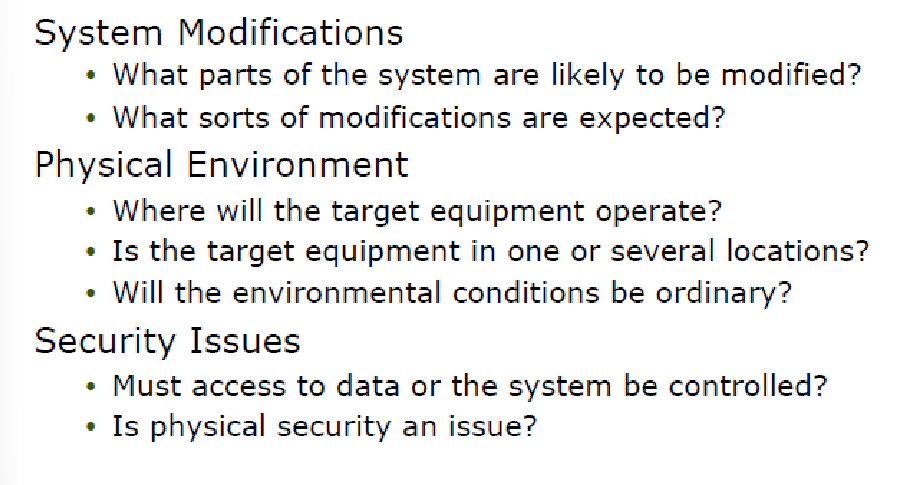 System Modifications
• What parts of the system are likely to be modified?
• What sorts of modifications are expected?
Physical Environment
• Where will the target equipment operate?
• Is the target equipment in one or several locations?
• Will the environmental conditions be ordinary?
Security Issues
• Must access to data or the system be controlled?
• Is physical security an issue?